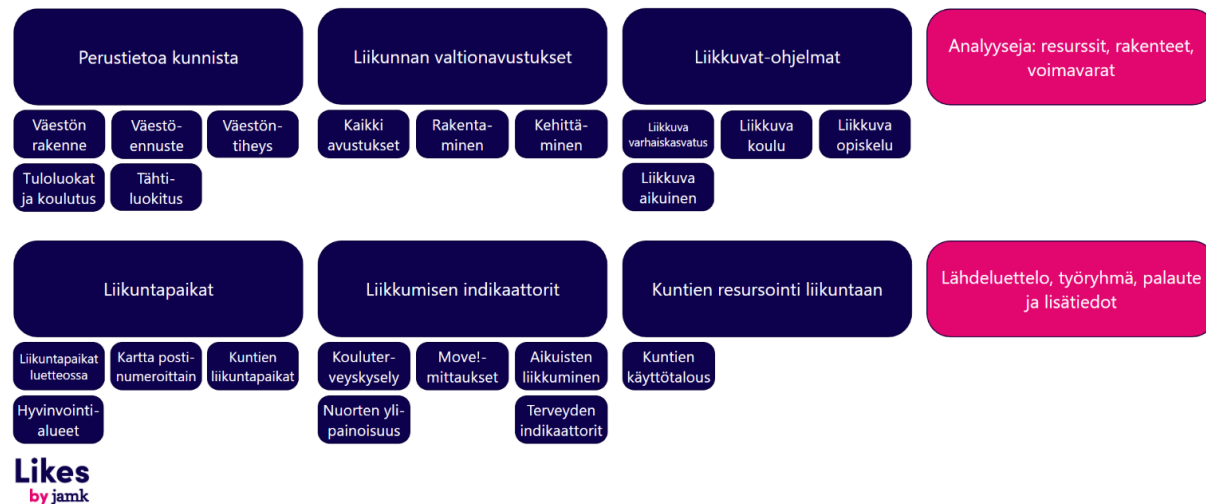 Perustietoa kunnista
Liikunnan valtionavustukset
Liikkuvat-ohjelmat
Analyyseja: resurssit, rakenteet,
voimavarat
Väestön
rakenne
Väestö-
ennuste
Väestön-
tiheys
Tuloluokat
ja koulutus
Tähti-
luokitus
Kaikki
avustukset
Rakenta-
minen
Kehittä-
minen
Liikkuva
varhaiskasvatus
Liikkuva
koulu
Liikkuva
opiskelu
Liikkuva
aikuinen
Liikuntapaikat
Liikkumisen indikaattorit
Kuntien resursointi liikuntaan
Lähdeluettelo, työryhmä, palaute
ja lisätiedot
Liikuntapaikat
luetteossa
Kartta posti-
numeroittain
Kuntien
liikuntapaikat
Hyvinvointi-
alueet
Kouluter-
veyskysely
Move!-
mittaukset
Aikuisten
liikkuminen
Nuorten yli-
painoisuus
Terveyden
indikaattorit
Kuntien
käyttötalous
Likes
by jamk